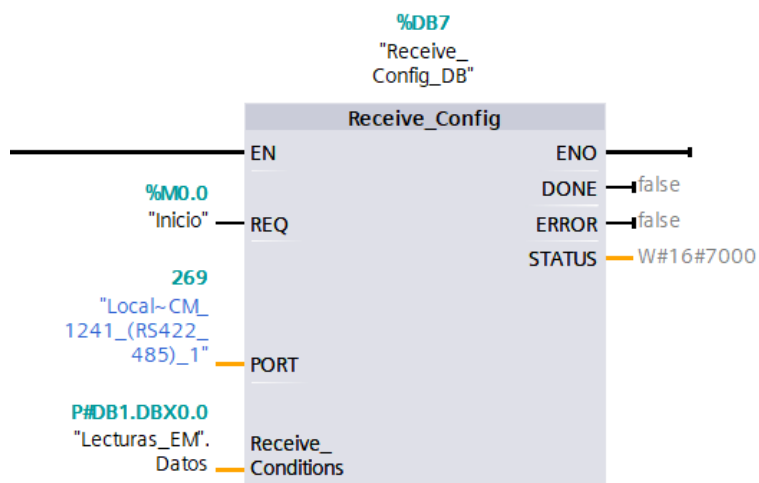 %DB7
"Receive_
Config_DB"
Receive_Config
EN
ENO
DONE
false
%M0.0
"Inicio"
REQ
ERROR
false
STATUS
W#16#7000
269
"Local~CM_
1241_(RS422_
485)_1"
PORT
P#DB1.DBX0.0
"Lecturas_EM".
Datos
Receive_
Conditions